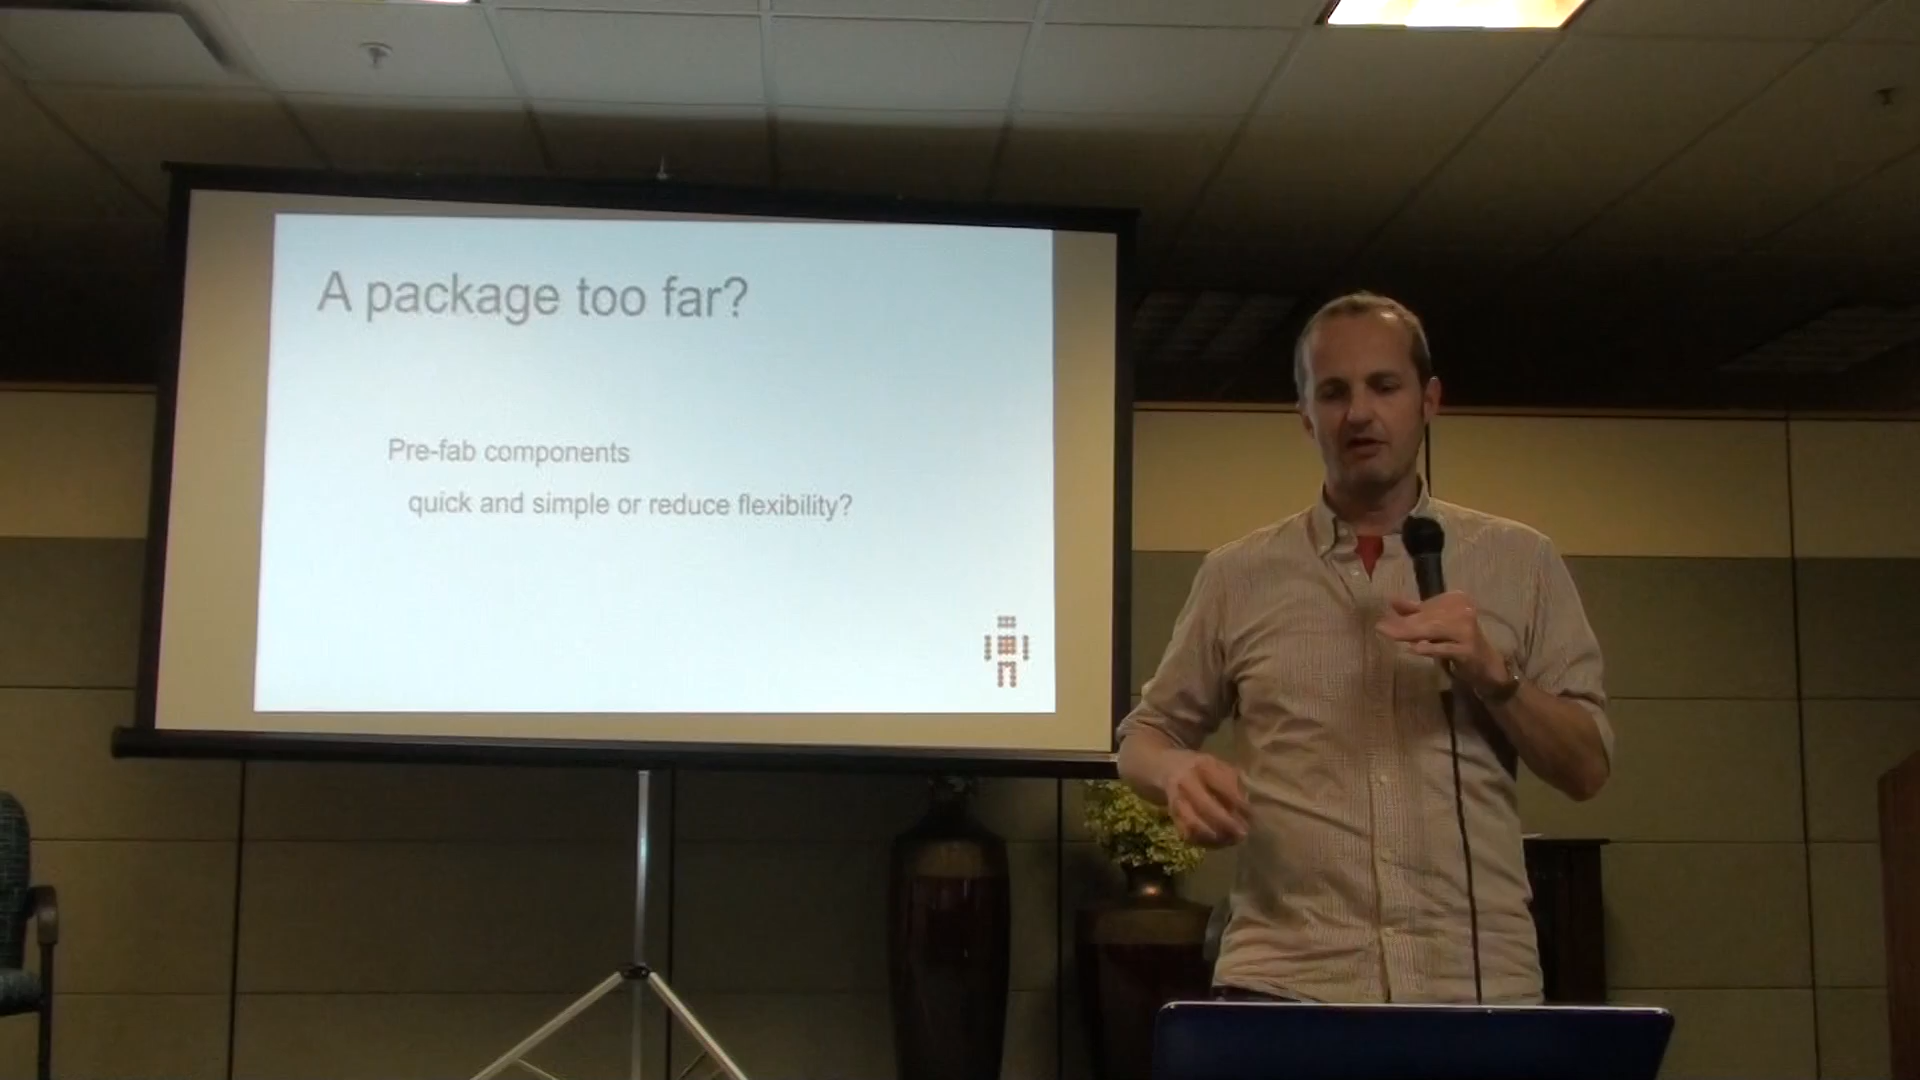 A package too far?
Pre-fab components
quick and simple or reduce flexibility?